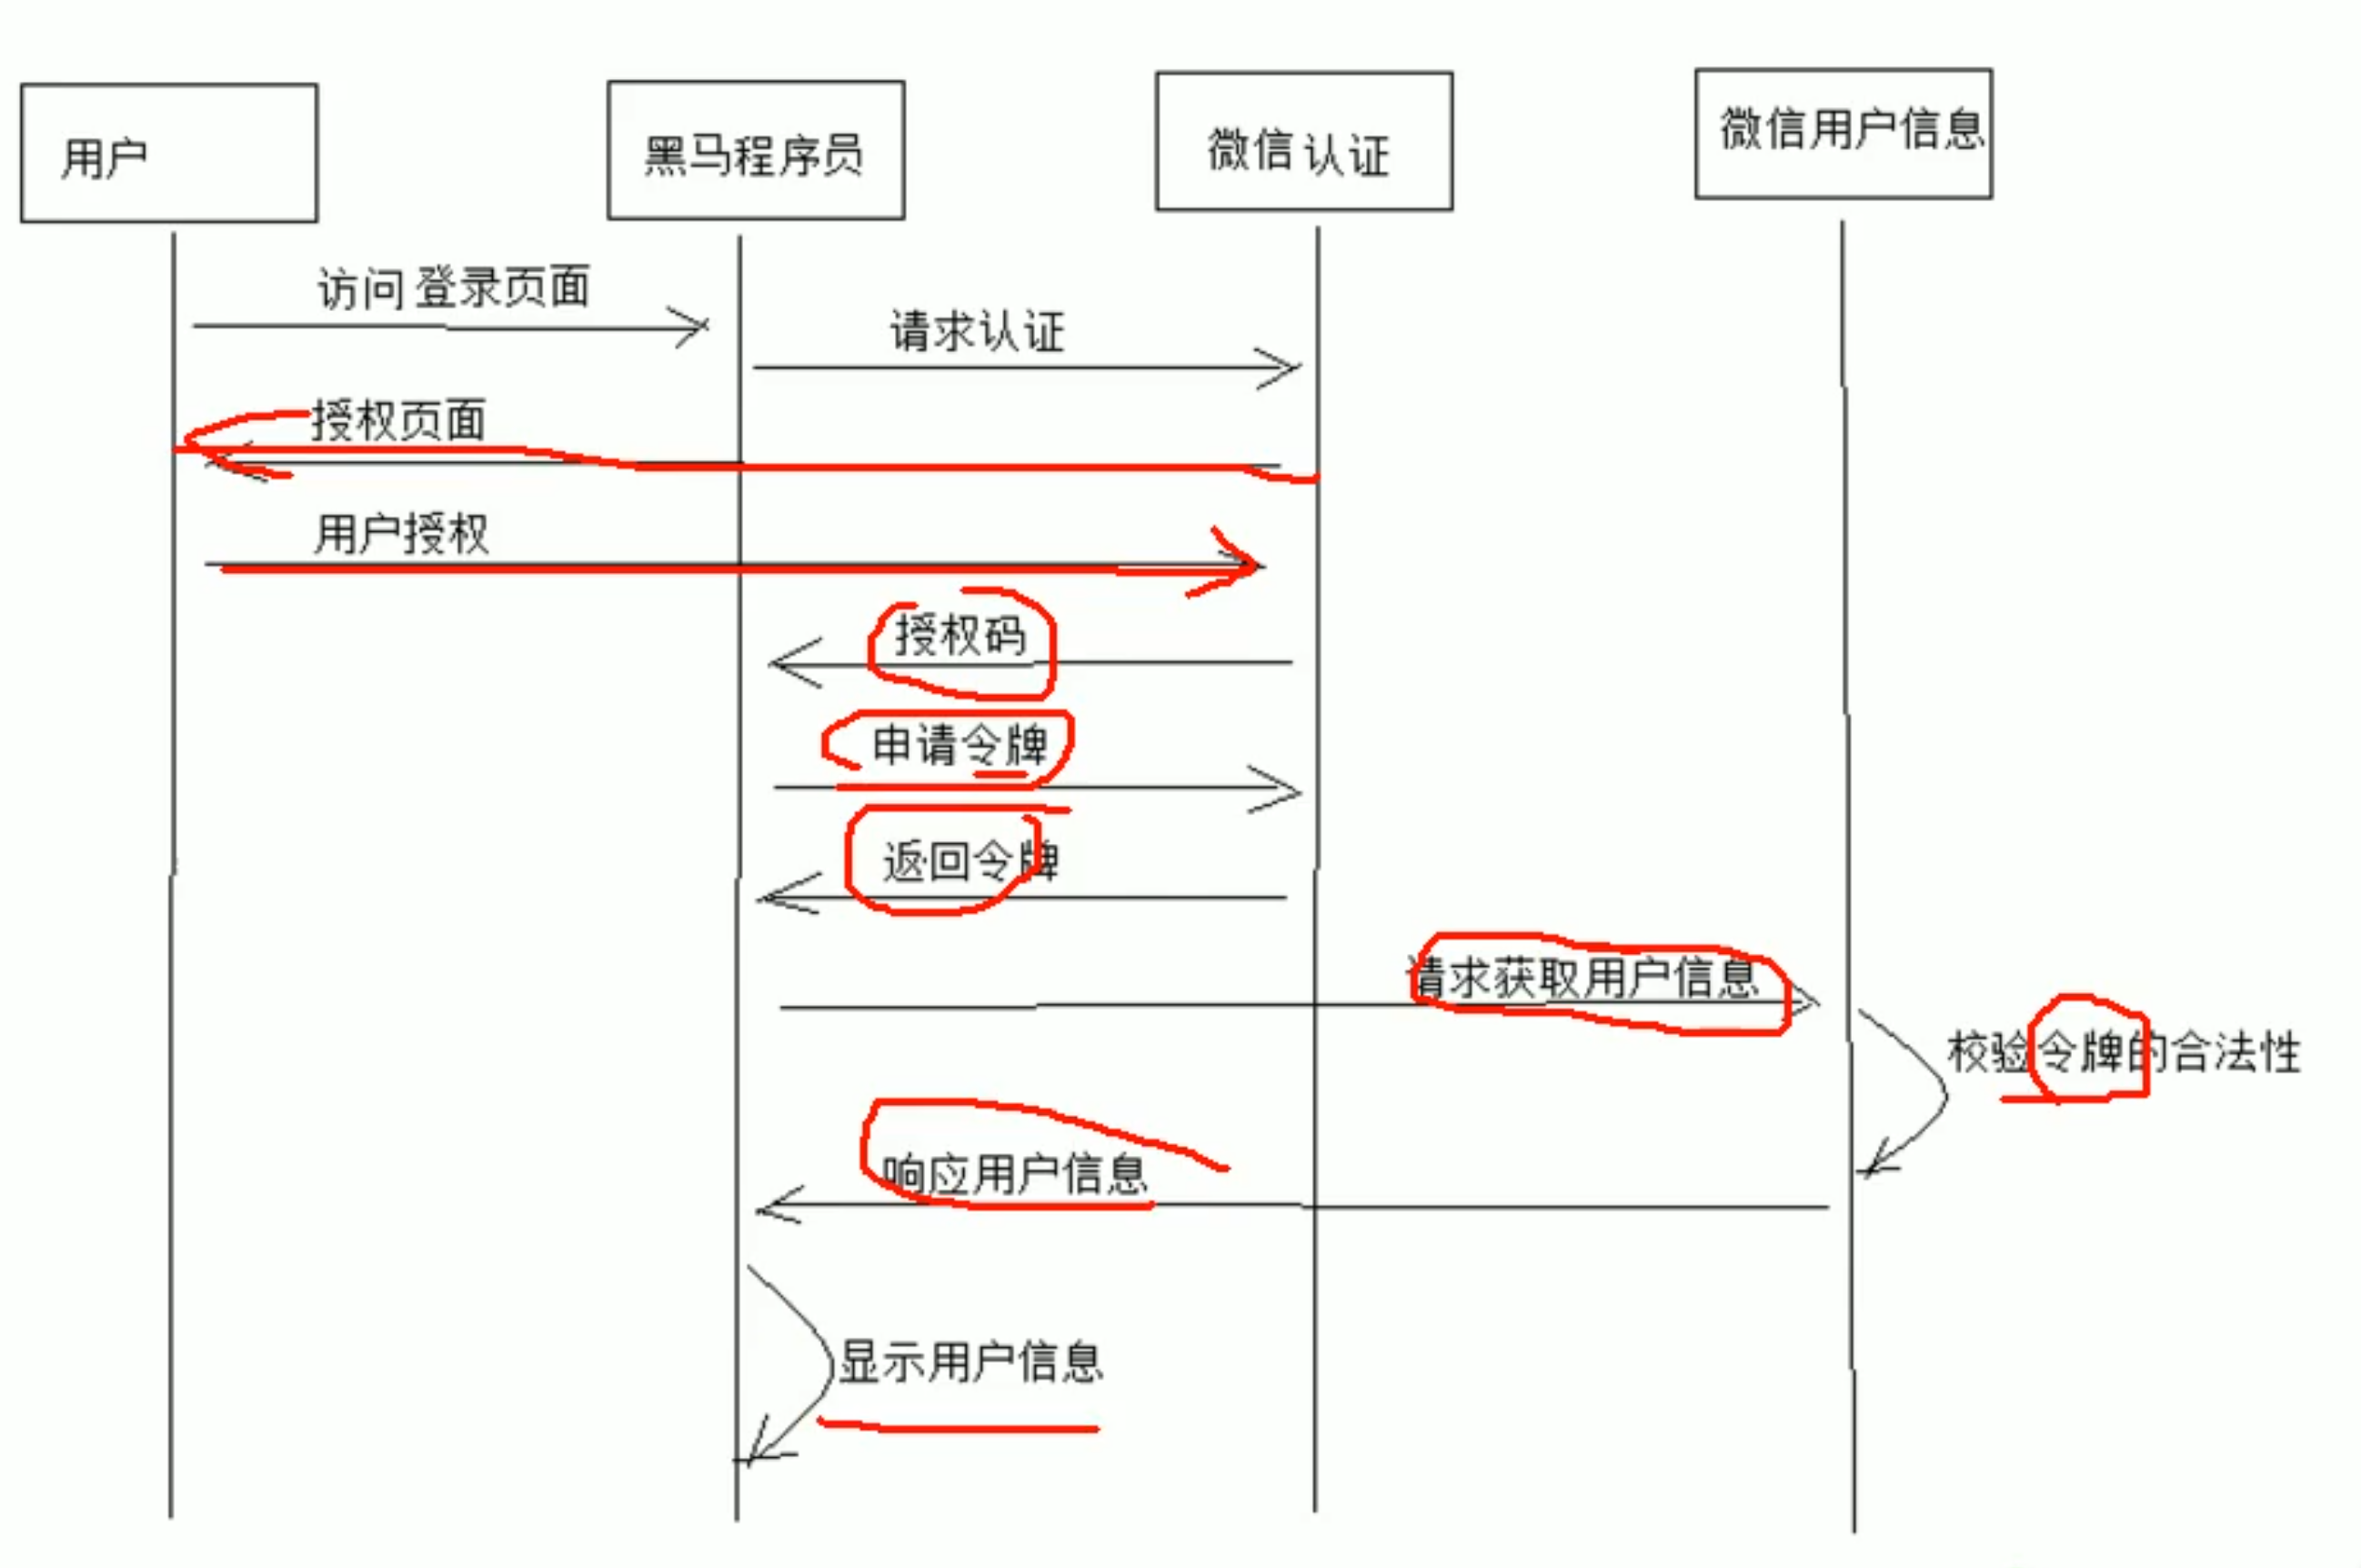 用户
黑马程序员
微信认证
微信用户信息
访问登录页面
请求认证
授权页面
用户授权
授权码
申请令牌
返回令牌
请求获取用户信息
校验令牌的合法性
响应用户信息
显示用户信息